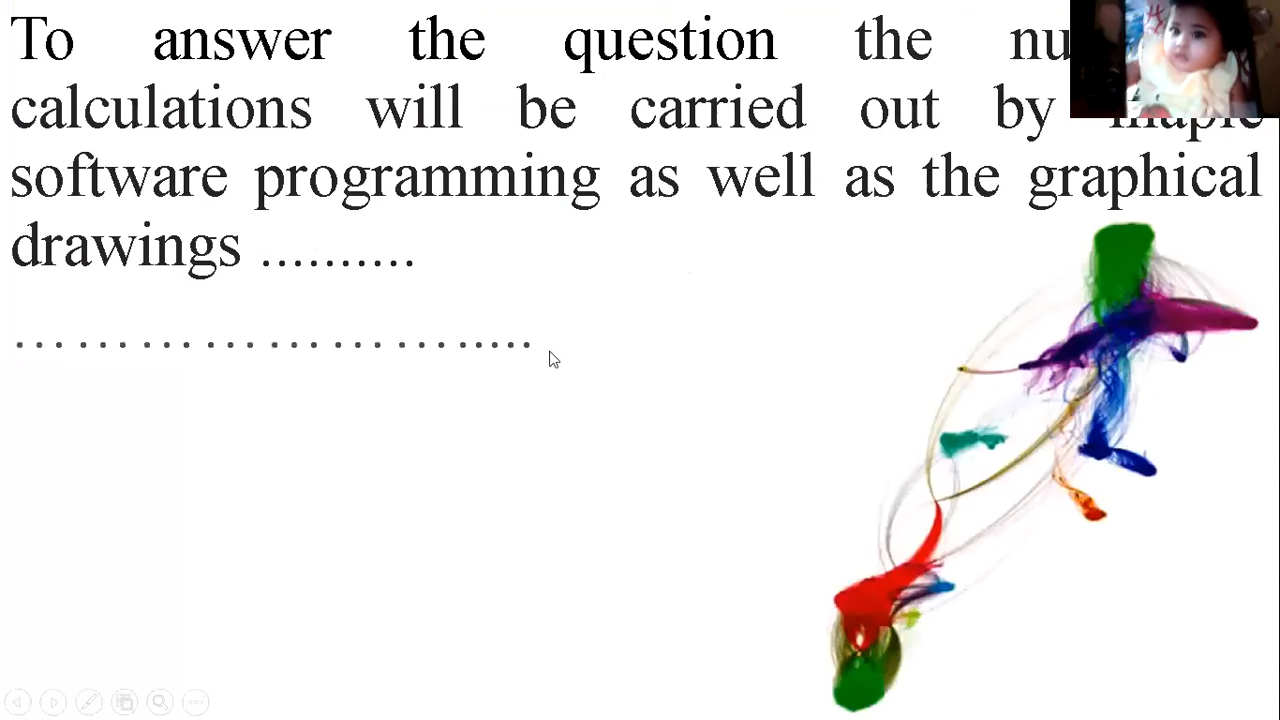 To answer the question the
calculations will be carried out by
software programming as well as the graphical
drawings ..........
. . . . . . . . . . . . . . . . . . . . . . . . . . . .